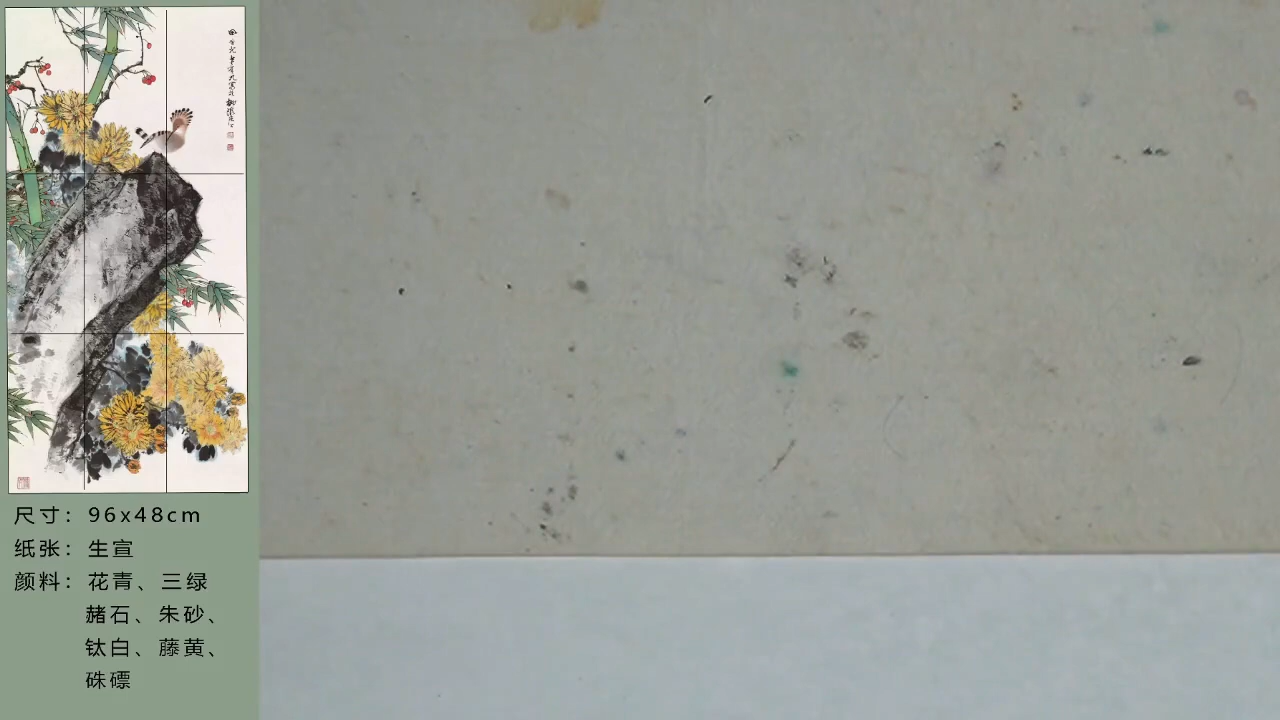 尺寸：96x48cm
纸张：生宣
颜料：花青、三绿
赭石、朱砂、
钛白、藤黄、
硃磦